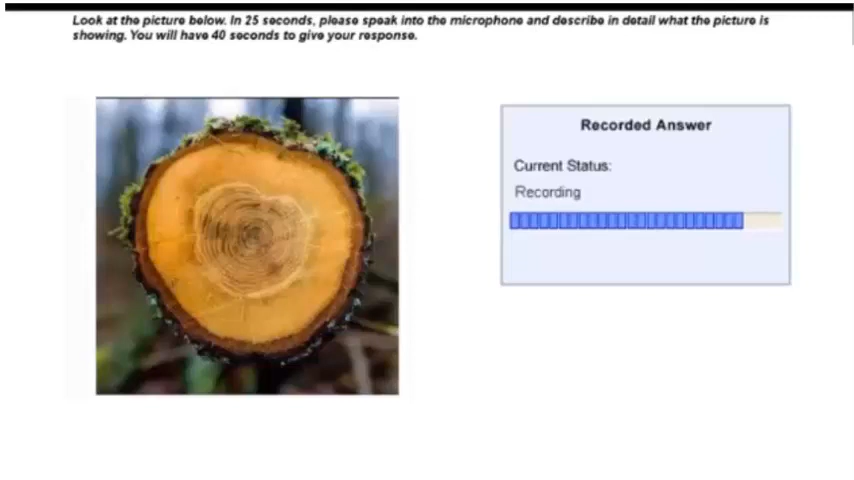 Look at the picture below. In 25 seconds, please speak into the microphone and describe in detail what the picture is
showing. You will have 40 seconds to give your response.
Recorded Answer
Current Status:
Recording